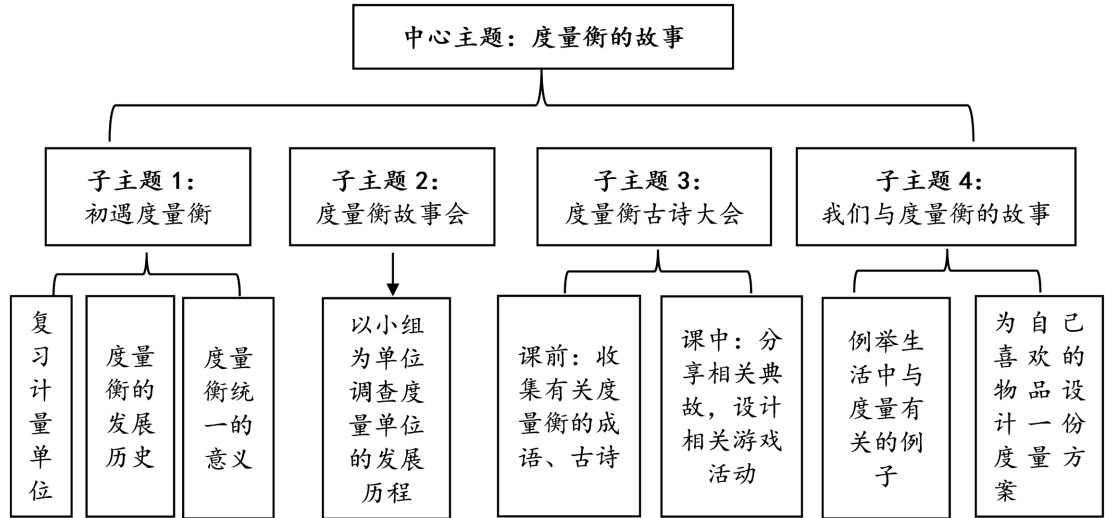 中心主题：度量衡的故事
子主题 1：
初遇度量衡
子主题 2：
度量衡故事会
子主题 3：
度量衡古诗大会
子主题 4：
我们与度量衡的故事
复
习
计
量
单
位
度量
衡的
发展
历史
度量
衡统
一的
意义
以小组
为单位
调查度
量单位
的发展
历程
课前：收
集有关度
量衡的成
语、古诗
课中：分
享相关典
故，设计
相关游戏
活动
例举生
活中与
度量有
关的例
子
为自己
喜欢的
物品设
计一份
度量方
案